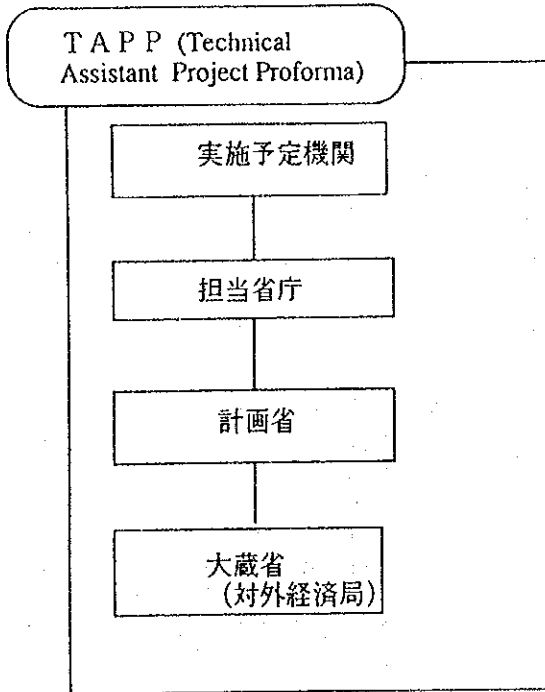 T A P P (Technical
Assistant Project Proforma)
実施予定機関
担当省庁
計画省
大蔵省
(対外経済局)